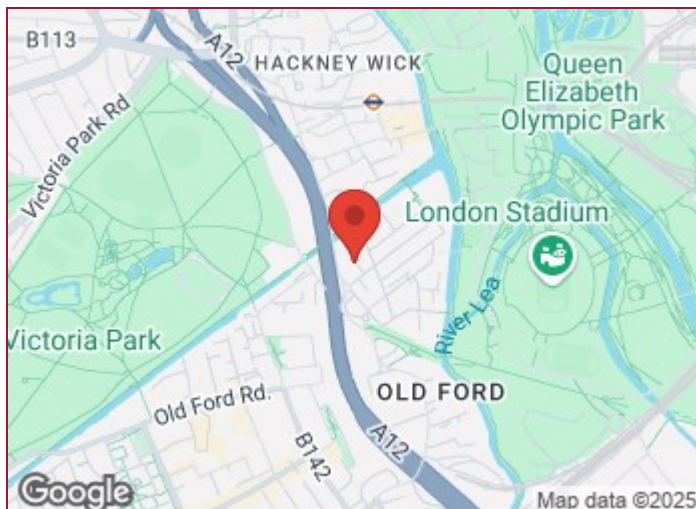 B113
A12
HACKNEY WICK
Victoria Park Rd
Queen
Elizabeth
Olympic Park
London Stadium
River Lea
Victoria Park
Old Ford Rd.
OLD FORD
B142
A12
Google
Map data ©2025